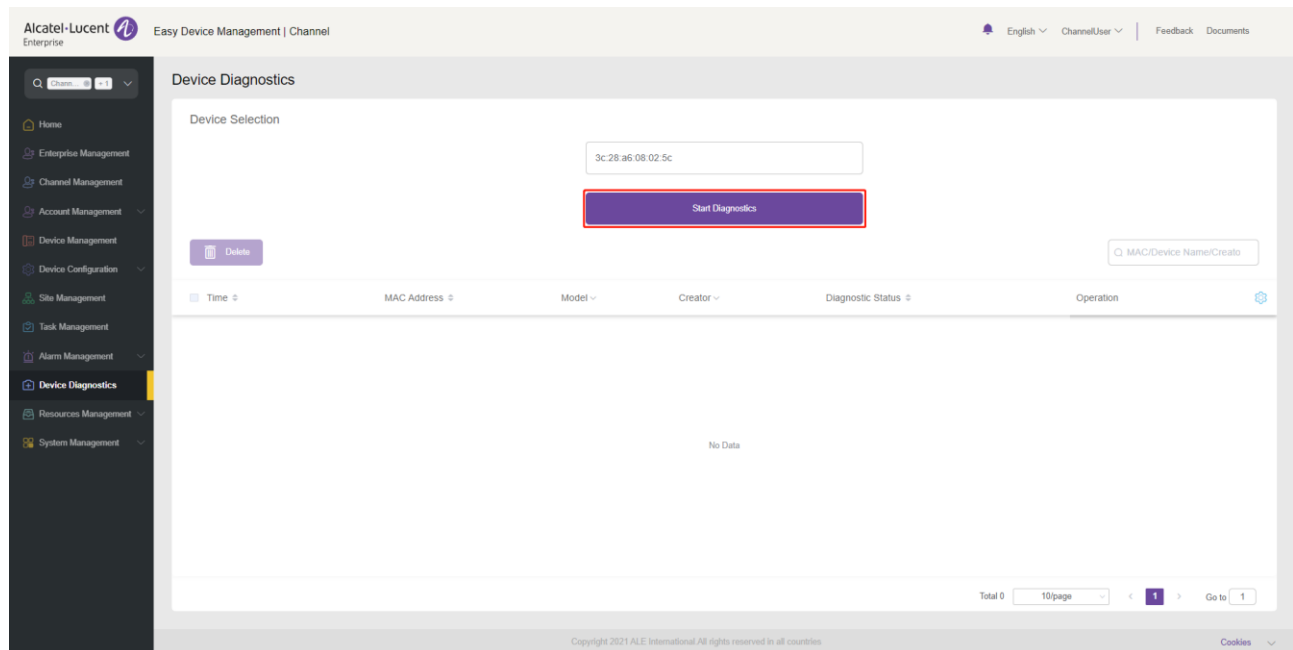 Alcatel·Lucent
Enterprise
Easy Device Management | Channel
English
ChannelUser
Feedback
Documents
Chann...
+ 1
Home
Enterprise Management
Channel Management
Account Management
Device Management
Device Configuration
Site Management
Task Management
Alarm Management
Device Diagnostics
Resources Management
System Management
Device Diagnostics
Device Selection
3c:28:a6:08:02:5c
Start Diagnostics
Delete
MAC/Device Name/Creato
Time
MAC Address
Model
Creator
Diagnostic Status
Operation
No Data
Total 0
10/page
1
Go to
1
Copyright 2021 ALE International.All rights reserved in all countries
Cookies